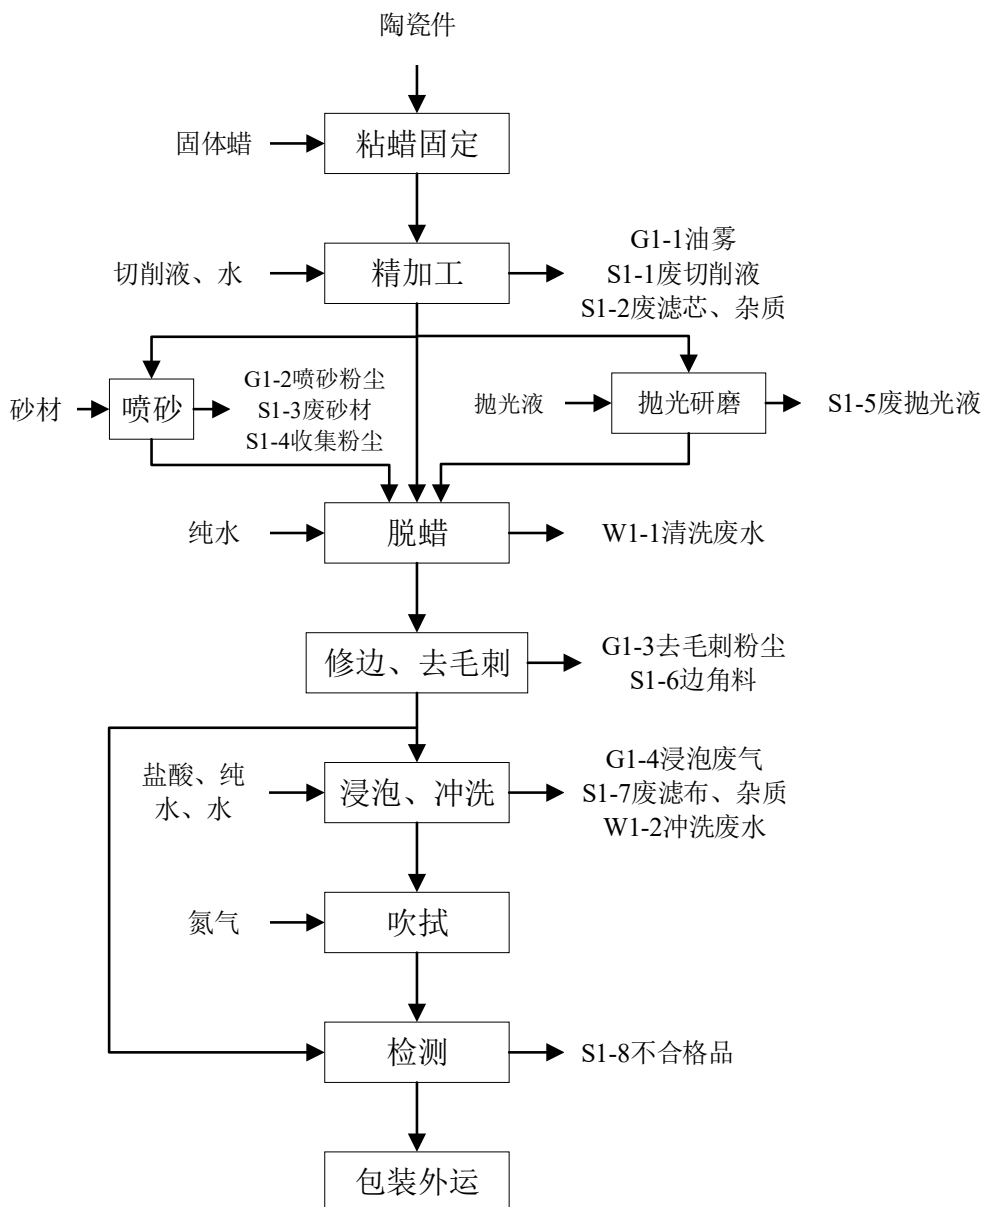 陶瓷件
固体蜡
粘蜡固定
切削液、水
精加工
G1-1油雾
S1-1废切削液
S1-2废滤芯、杂质
砂材
喷砂
G1-2喷砂粉尘
S1-3废砂材
S1-4收集粉尘
抛光液
抛光研磨
S1-5废抛光液
纯水
脱蜡
W1-1清洗废水
修边、去毛刺
G1-3去毛刺粉尘
S1-6边角料
盐酸、纯
水、水
浸泡、冲洗
G1-4浸泡废气
S1-7废滤布、杂质
W1-2冲洗废水
氮气
吹拭
检测
S1-8不合格品
包装外运